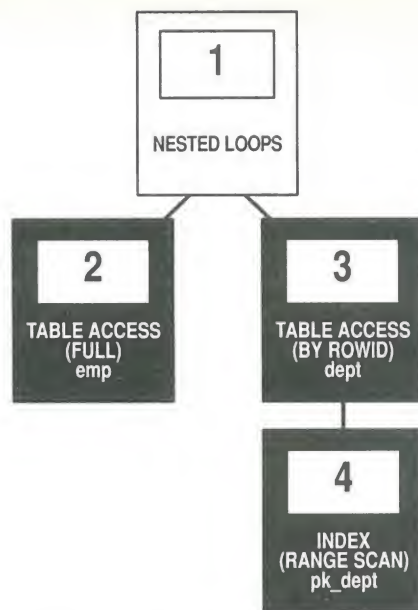 1
NESTED LOOPS
2
TABLE ACCESS
(FULL)
emp
3
TABLE ACCESS
(BY ROWID)
dept
4
INDEX
(RANGE SCAN)
pk_dept